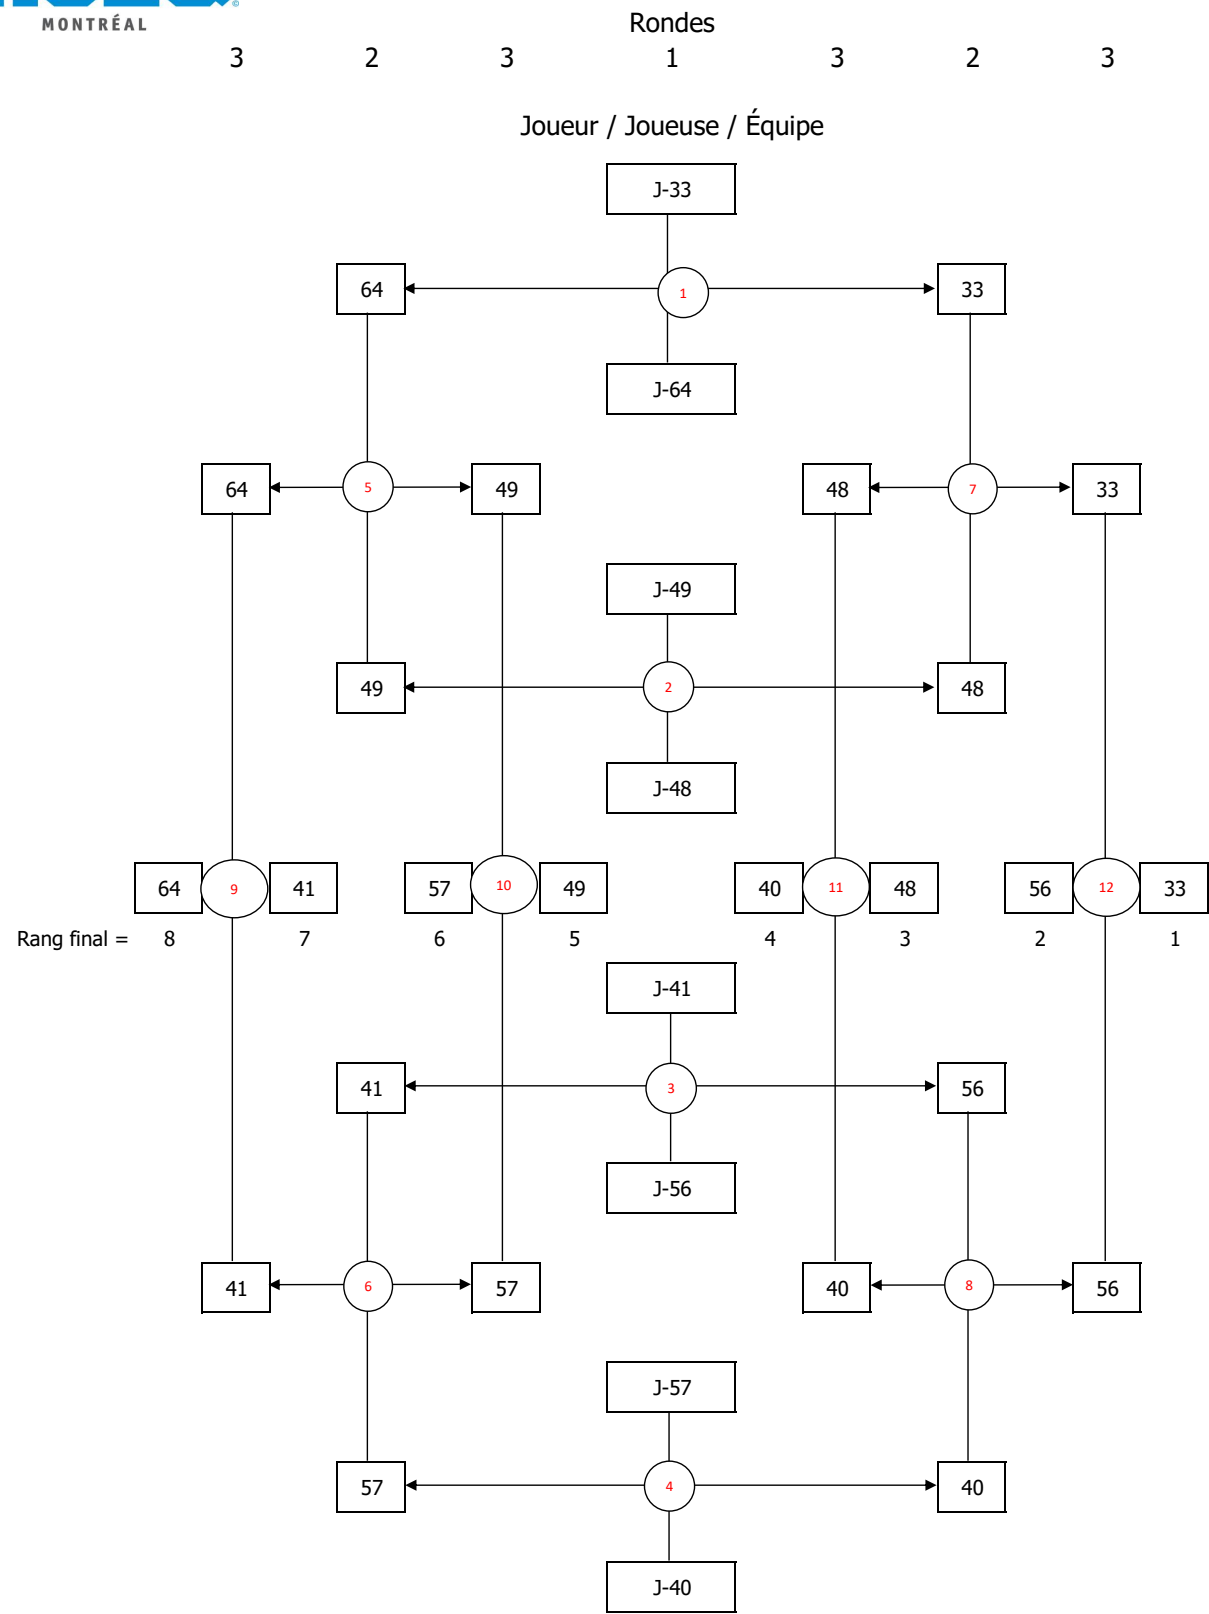 MONTRÉAL
Rondes
3 2 3 1 3 2 3
Joueur / Joueuse / Équipe
J-33
64 1 33
J-64
64 5 49 48 7 33
J-49
49 2 48
J-48
64 9 41 57 10 49 40 11 48 56 12 33
Rang final = 8 7 6 5 4 3 2 1
J-41
41 3 56
J-56
41 6 57 40 8 56
J-57
57 4 40
J-40